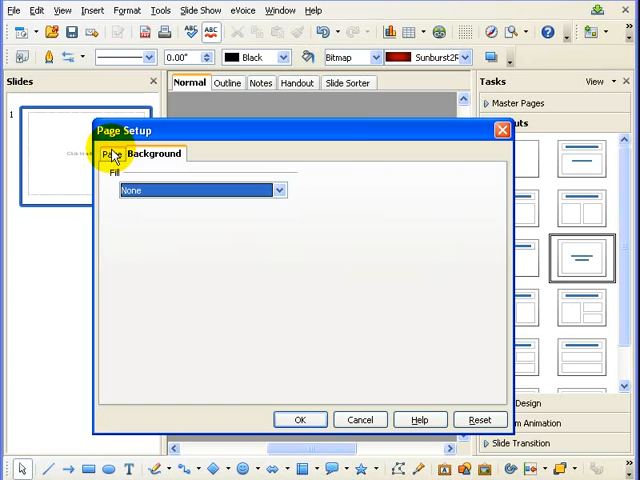 File Edit View Insert Format Tools Slide Show eVoice Window Help
0.00" Black Bitmap Sunburst2R
Slides
Normal Outline Notes Handout Slide Sorter
Tasks View
1
Master Pages
Page Setup
Background
Fill
None
OK Cancel Help Reset
Design
Animation
Slide Transition